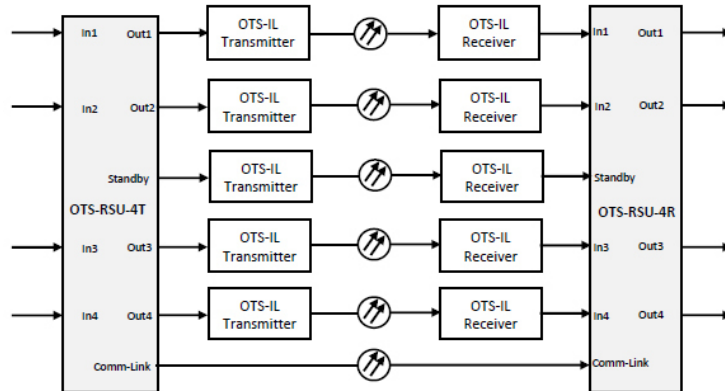 In1 Out1 OTS-IL OTS-IL In1 Out1
Transmitter Receiver
In2 Out2 OTS-IL OTS-IL In2 Out2
Transmitter Receiver
Standby OTS-IL OTS-IL Standby
Transmitter Receiver
OTS-RSU-4T OTS-RSU-4R
In3 Out3 OTS-IL OTS-IL In3 Out3
Transmitter Receiver
In4 Out4 OTS-IL OTS-IL In4 Out4
Transmitter Receiver
Comm-Link Comm-Link